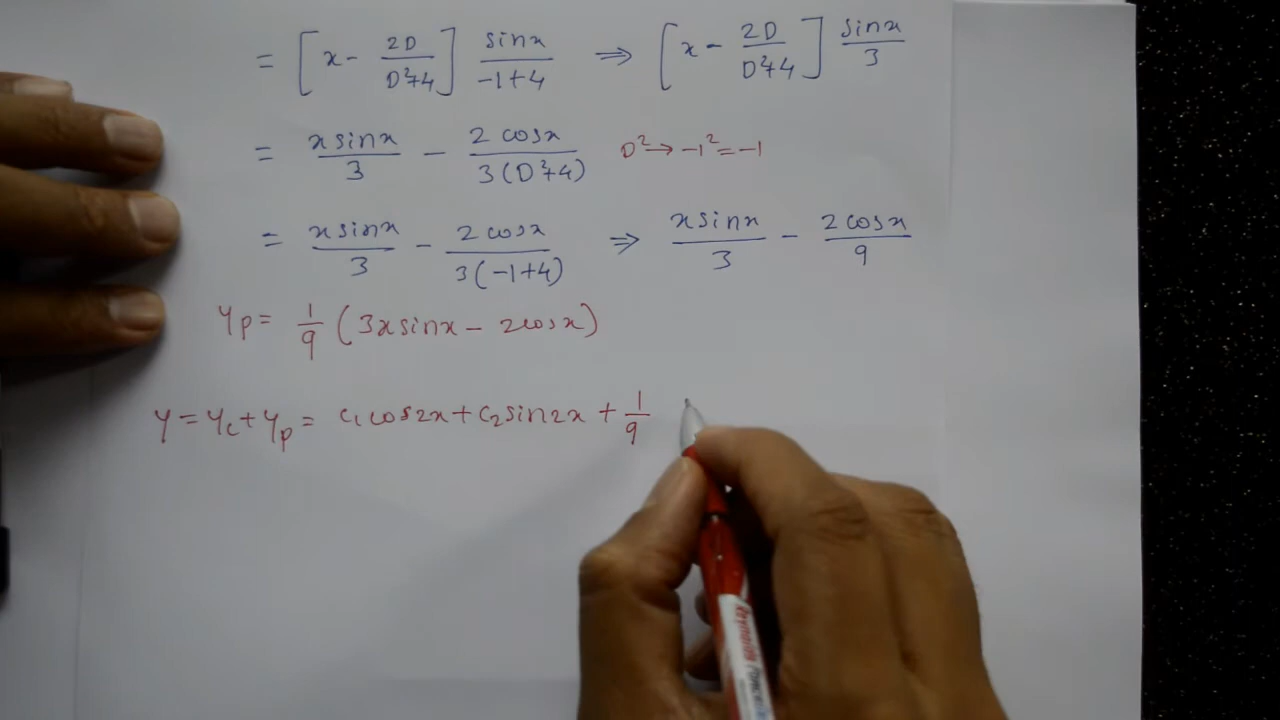 = [x - 2D/D²+4] sinx/-1+4 ⇒ [x - 2D/D²+4] sinx/3
= xsinx/3 - 2cosx/3(D²+4) D² → -1² = -1
= xsinx/3 - 2cosx/3(-1+4) ⇒ xsinx/3 - 2cosx/9
yp = 1/9 (3xsinx - 2cosx)
y = yc + yp = c₁cos2x + c₂sin2x + 1/9
Reynolds